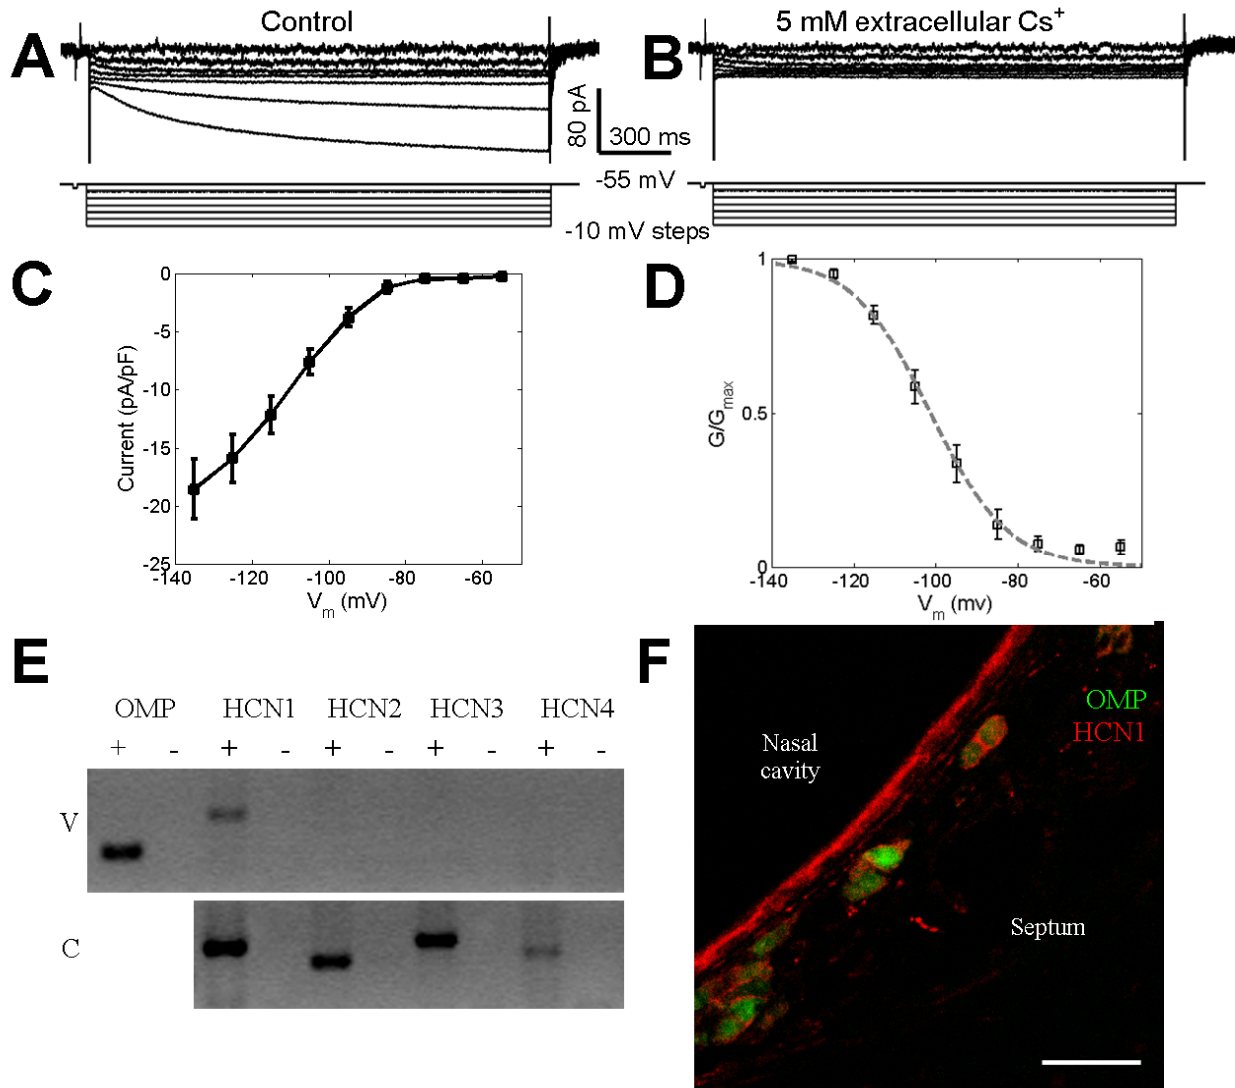 A
Control
B
5 mM extracellular Cs⁺
80 pA
300 ms
-55 mV
-10 mV steps
C
Current (pA/pF)
0
-5
-10
-15
-20
-25
-140
-120
-100
-80
-60
Vₘ (mV)
D
G/Gmax
1
0.5
0
-140
-120
-100
-80
-60
Vₘ (mv)
E
OMP HCN1 HCN2 HCN3 HCN4
+ - + - + - + - + -
V
C
F
OMP
HCN1
Nasal
cavity
Septum